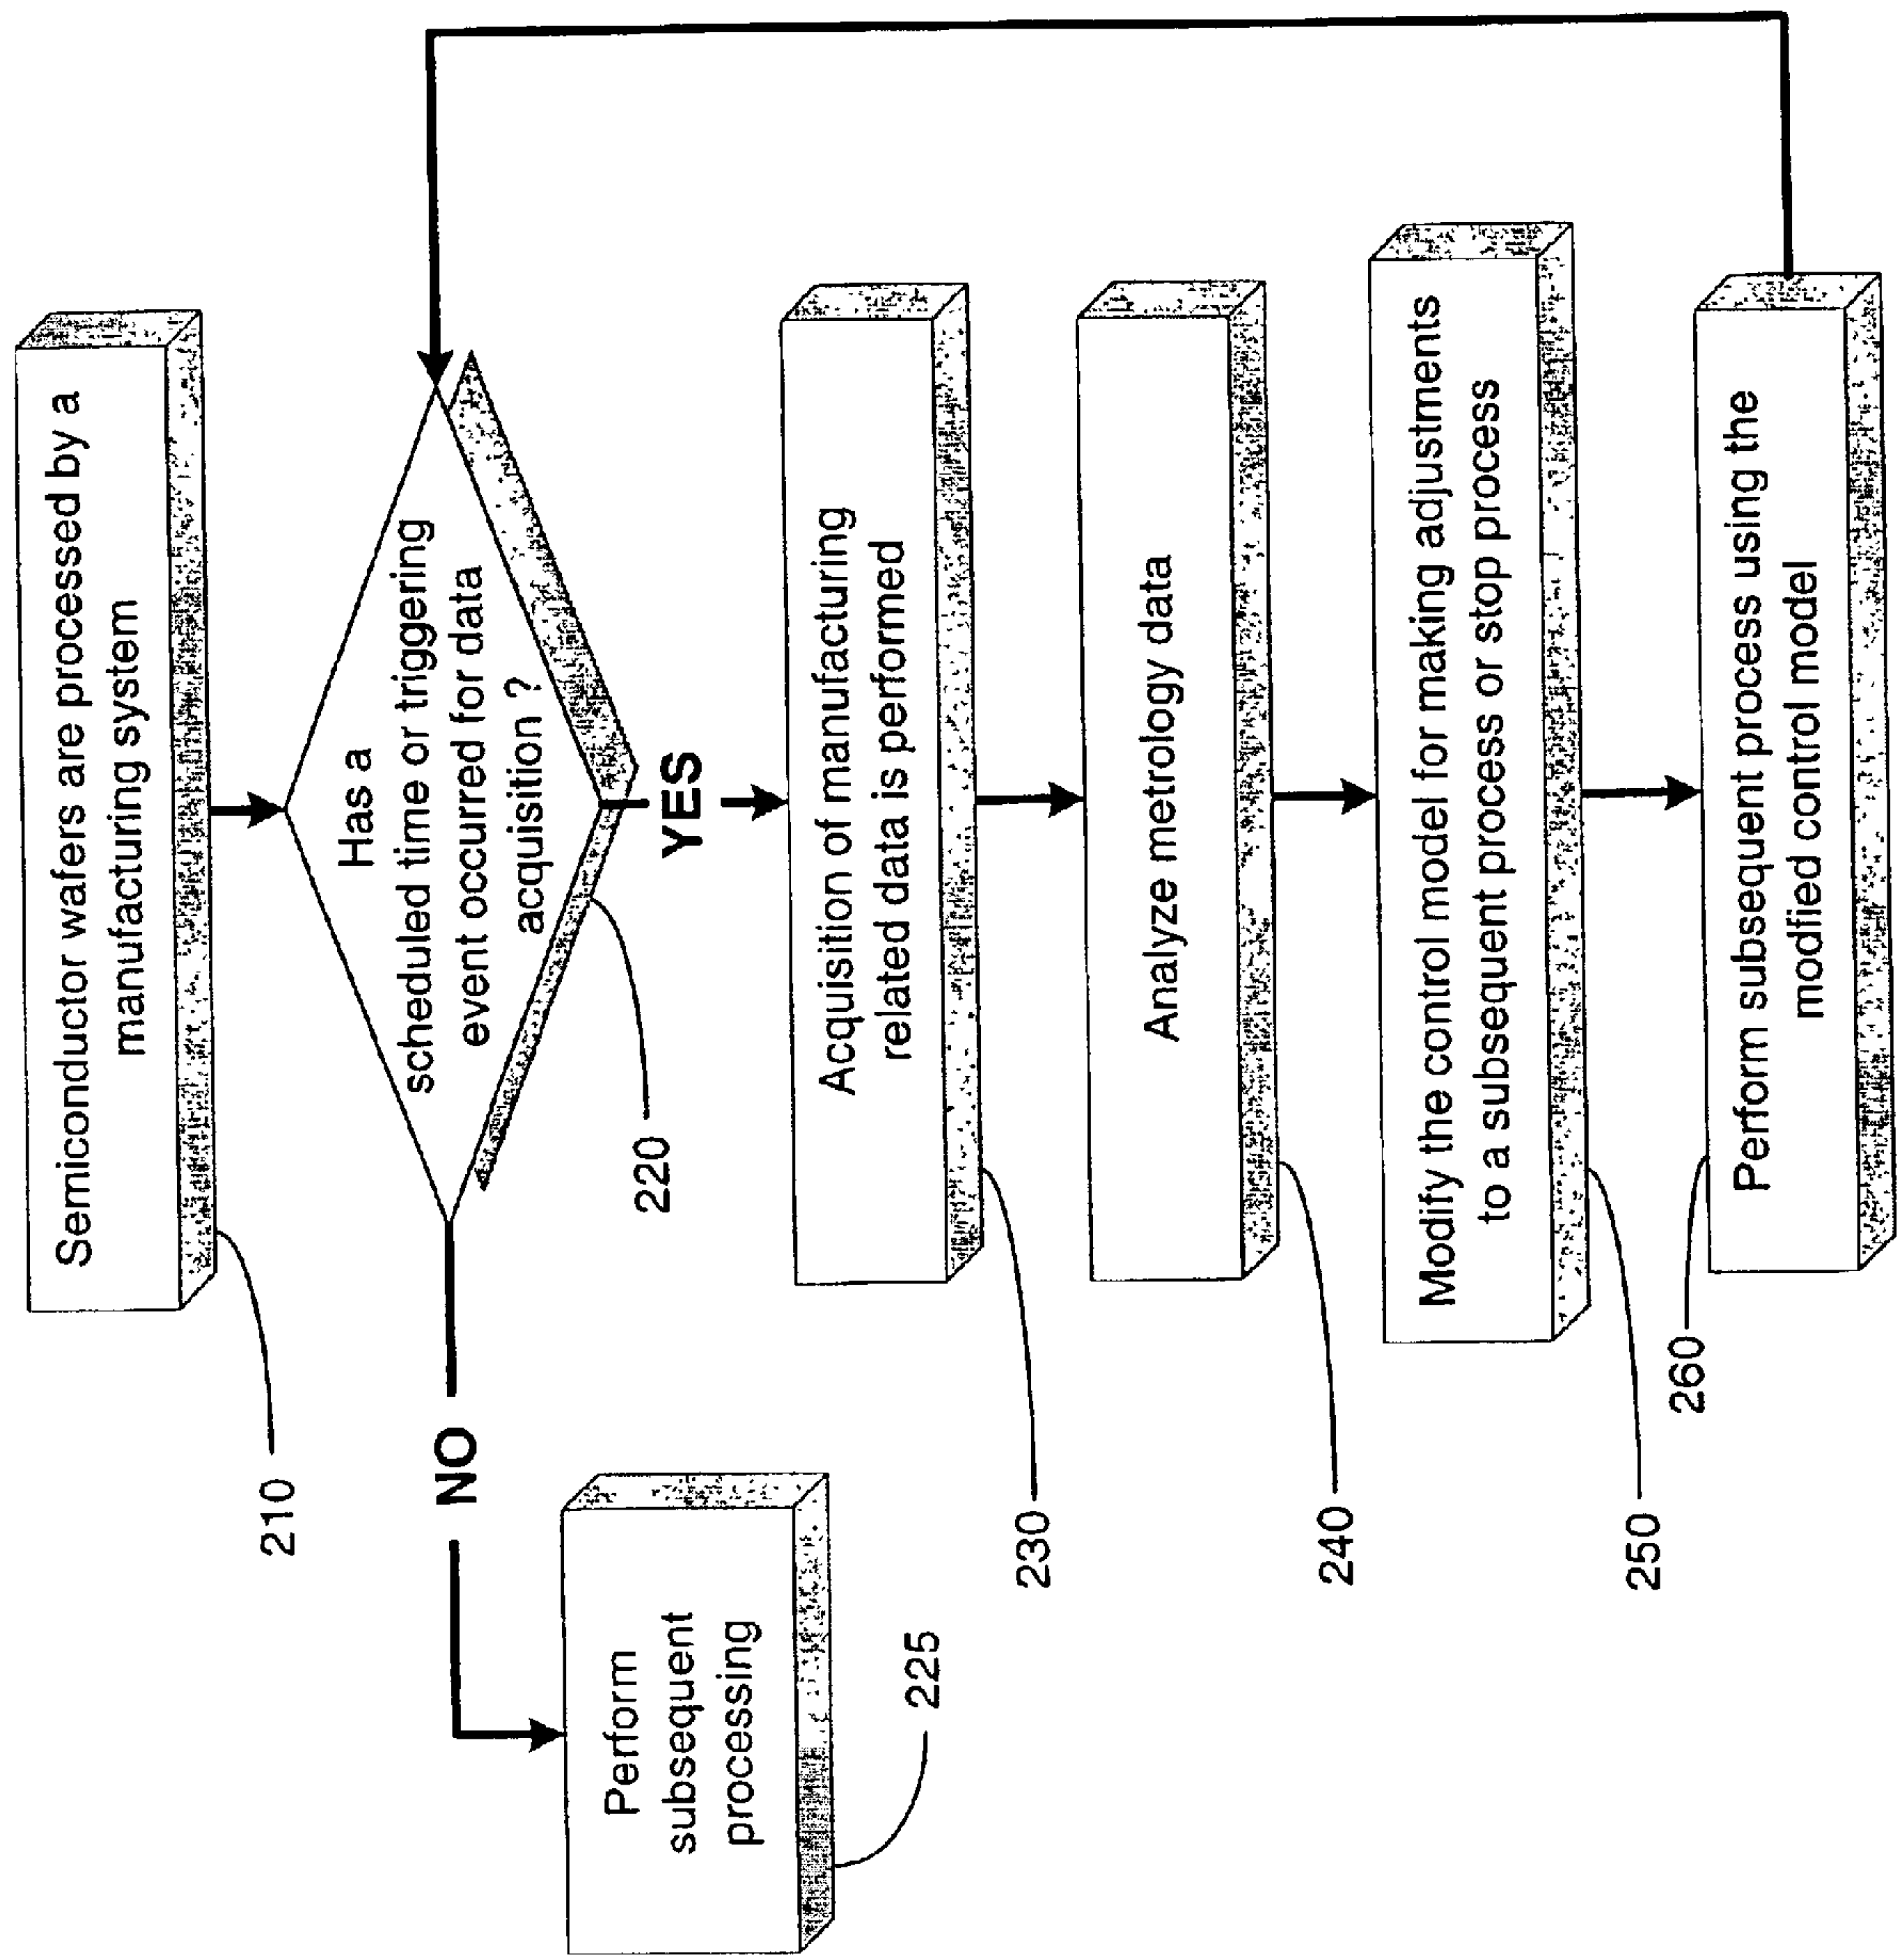 Semiconductor wafers are processed by a
manufacturing system
210
Has a
scheduled time or triggering
event occurred for data
acquisition ?
220
NO
YES
Perform
subsequent
processing
225
Acquisition of manufacturing
related data is performed
230
Analyze metrology data
240
Modify the control model for making adjustments
to a subsequent process or stop process
250
260
Perform subsequent process using the
modified control model